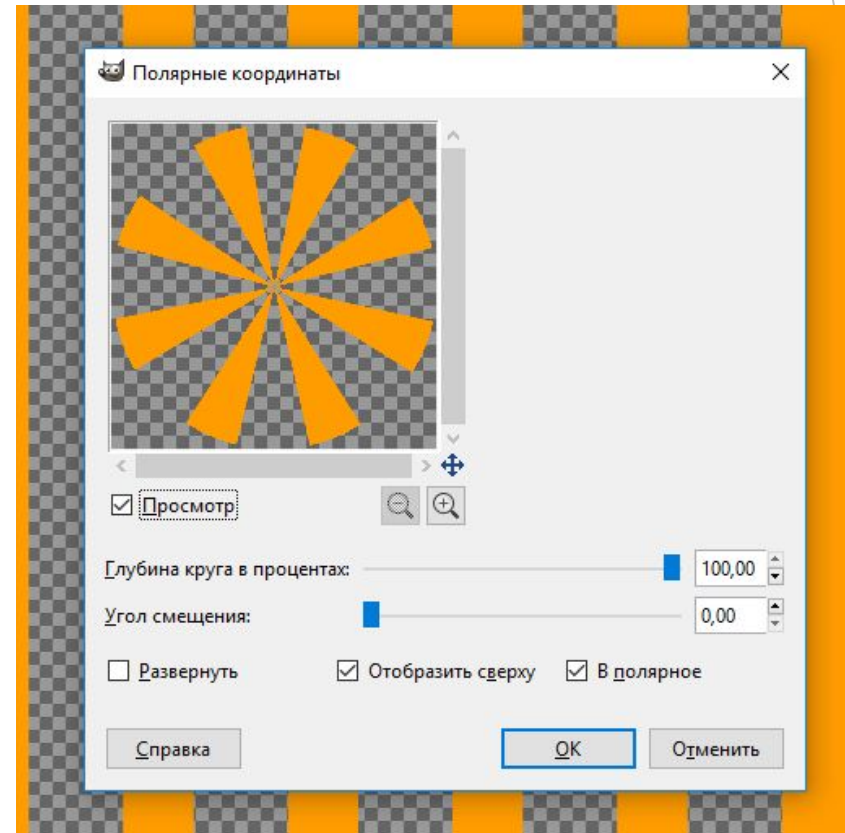 Полярные координаты
Просмотр
Глубина круга в процентах: 100,00
Угол смещения: 0,00
Развернуть Отобразить сверху В полярное
Справка OK Отменить